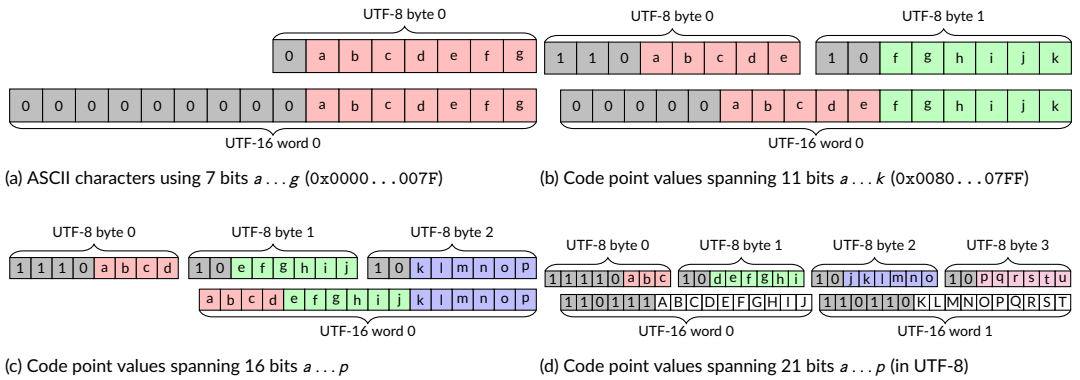 UTF-8 byte 0
0 a b c d e f g
0 0 0 0 0 0 0 0 0 a b c d e f g
UTF-16 word 0
(a) ASCII characters using 7 bits a...g (0x0000...007F)
UTF-8 byte 0 UTF-8 byte 1
1 1 0 a b c d e 1 0 f g h i j k
0 0 0 0 0 a b c d e f g h i j k
UTF-16 word 0
(b) Code point values spanning 11 bits a...k (0x0080...07FF)
UTF-8 byte 0 UTF-8 byte 1 UTF-8 byte 2
1 1 1 0 a b c d 1 0 e f g h i j 1 0 k l m n o p
a b c d e f g h i j k l m n o p
UTF-16 word 0
(c) Code point values spanning 16 bits a...p
UTF-8 byte 0 UTF-8 byte 1 UTF-8 byte 2 UTF-8 byte 3
1 1 1 1 0 a b c 1 0 d e f g h i 1 0 j k l m n o 1 0 p q r s t u
1 1 0 1 1 1 A B C D E F G H I J 1 1 0 1 1 0 K L M N O P Q R S T
UTF-16 word 0 UTF-16 word 1
(d) Code point values spanning 21 bits a...p (in UTF-8)